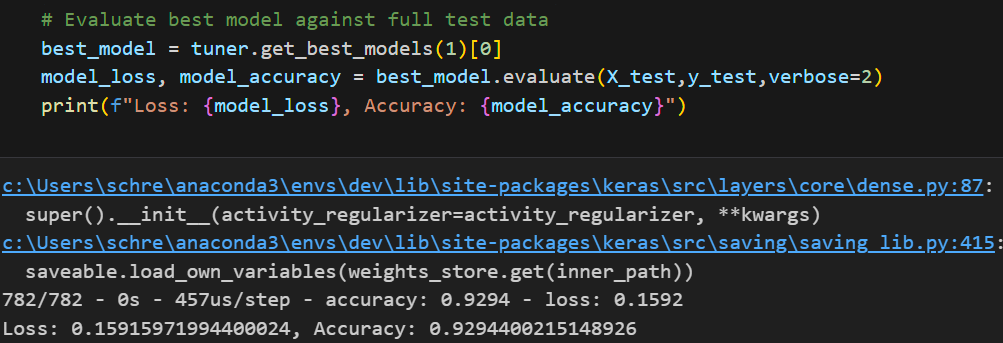 # Evaluate best model against full test data
best_model = tuner.get_best_models(1)[0]
model_loss, model_accuracy = best_model.evaluate(X_test,y_test,verbose=2)
print(f"Loss: {model_loss}, Accuracy: {model_accuracy}")
c:\Users\schre\anaconda3\envs\dev\lib\site-packages\keras\src\layers\core\dense.py:87:
super().__init__(activity_regularizer=activity_regularizer, **kwargs)
c:\Users\schre\anaconda3\envs\dev\lib\site-packages\keras\src\saving\saving_lib.py:415:
saveable.load_own_variables(weights_store.get(inner_path))
782/782 - 0s - 457us/step - accuracy: 0.9294 - loss: 0.1592
Loss: 0.15915971994400024, Accuracy: 0.9294400215148926